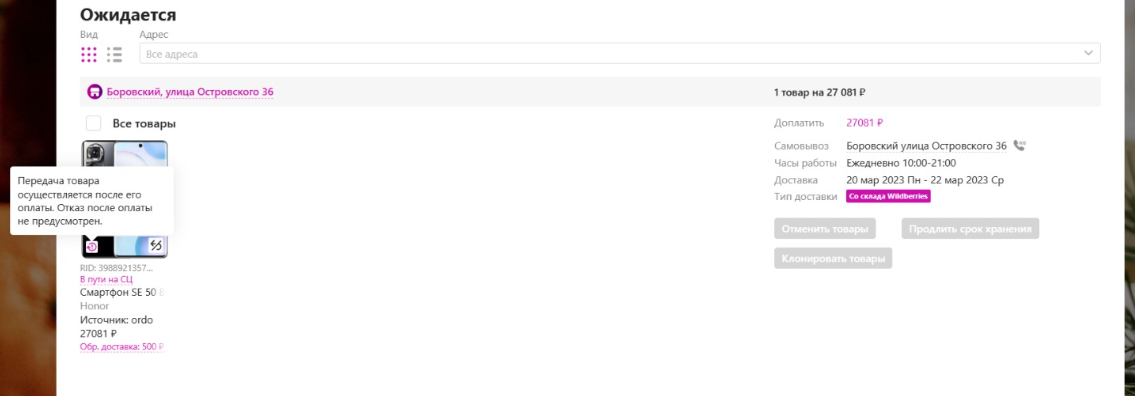 Ожидается
Вид
Адрес
Все адреса
Боровский, улица Островского 36
1 товар на 27 081 ₽
Все товары
Передача товара
осуществляется после его
оплаты. Отказ после оплаты
не предусмотрен.
RID: 3988921357...
В пути на СЦ
Смартфон SE 50
Honor
Источник: ordo
27081 ₽
Обр. доставка: 500 ₽
Доплатить 27081 ₽
Самовывоз Боровский улица Островского 36
Часы работы Ежедневно 10:00-21:00
Доставка 20 мар 2023 Пн - 22 мар 2023 Ср
Тип доставки Со склада Wildberries
Отменить товары
Продлить срок хранения
Клонировать товары